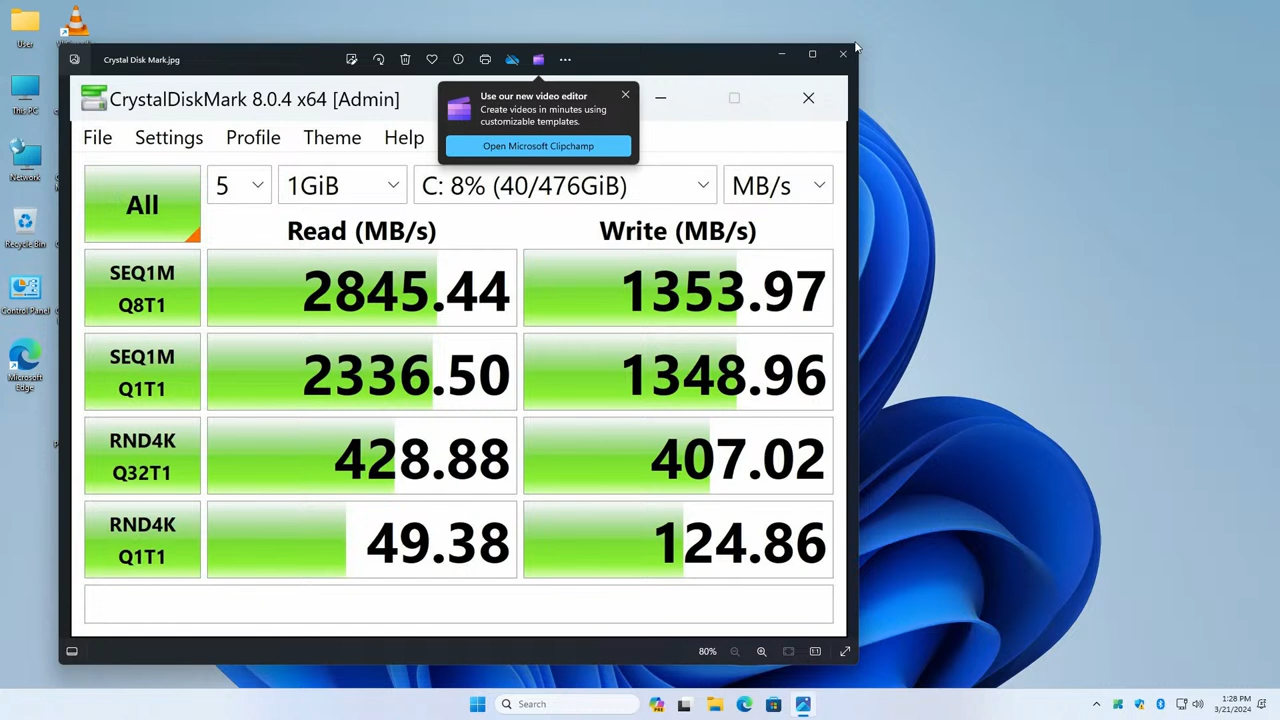 User
This PC
Network
Recycle Bin
Control Panel
Microsoft
Edge
Crystal Disk Mark.jpg
CrystalDiskMark 8.0.4 x64 [Admin]
Use our new video editor
Create videos in minutes using
customizable templates.
Open Microsoft Clipchamp
File Settings Profile Theme Help
All 5 1GiB C: 8% (40/476GiB) MB/s
Read (MB/s) Write (MB/s)
SEQ1M
Q8T1
2845.44 1353.97
SEQ1M
Q1T1
2336.50 1348.96
RND4K
Q32T1
428.88 407.02
RND4K
Q1T1
49.38 124.86
80%
Search
1:28 PM
3/21/2024